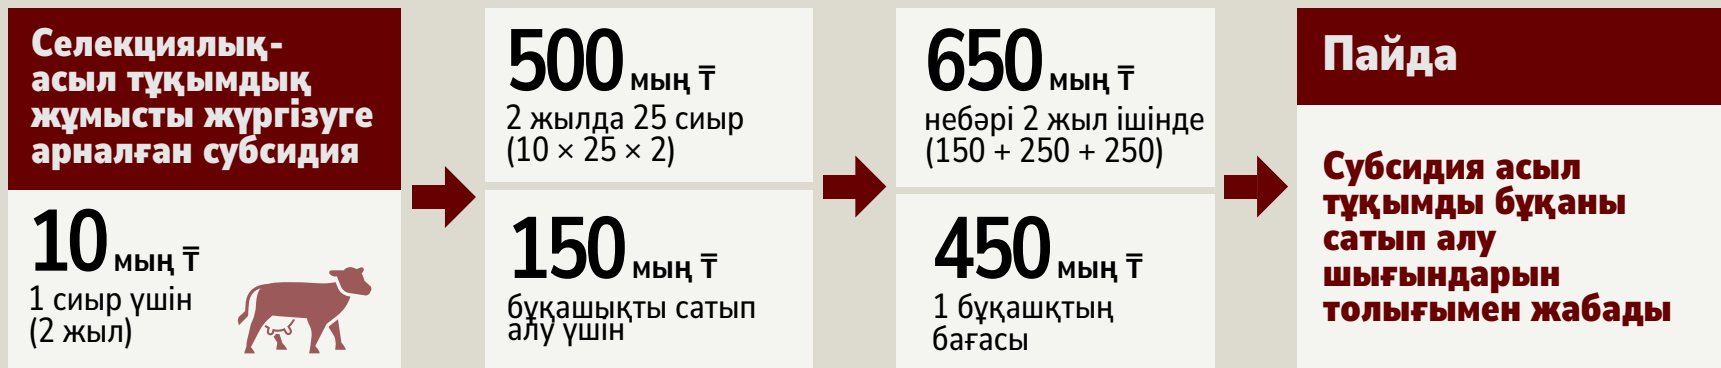 Селекциялық-
асыл тұқымдық
жұмысты жүргізуге
арналған субсидия
10 мың ₸
1 сиыр үшін
(2 жыл)
500 мың ₸
2 жылда 25 сиыр
(10 × 25 × 2)
150 мың ₸
бұқашықты сатып
алу үшін
650 мың ₸
небәрі 2 жыл ішінде
(150 + 250 + 250)
450 мың ₸
1 бұқашқтың
бағасы
Пайда
Субсидия асыл
тұқымды бұқаны
сатып алу
шығындарын
толығымен жабады